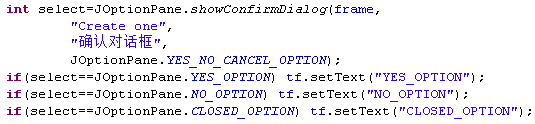 int select=JOptionPane.showConfirmDialog(frame,
"Create one",
"确认对话框",
JOptionPane.YES_NO_CANCEL_OPTION);
if(select==JOptionPane.YES_OPTION) tf.setText("YES_OPTION");
if(select==JOptionPane.NO_OPTION) tf.setText("NO_OPTION");
if(select==JOptionPane.CLOSED_OPTION) tf.setText("CLOSED_OPTION");